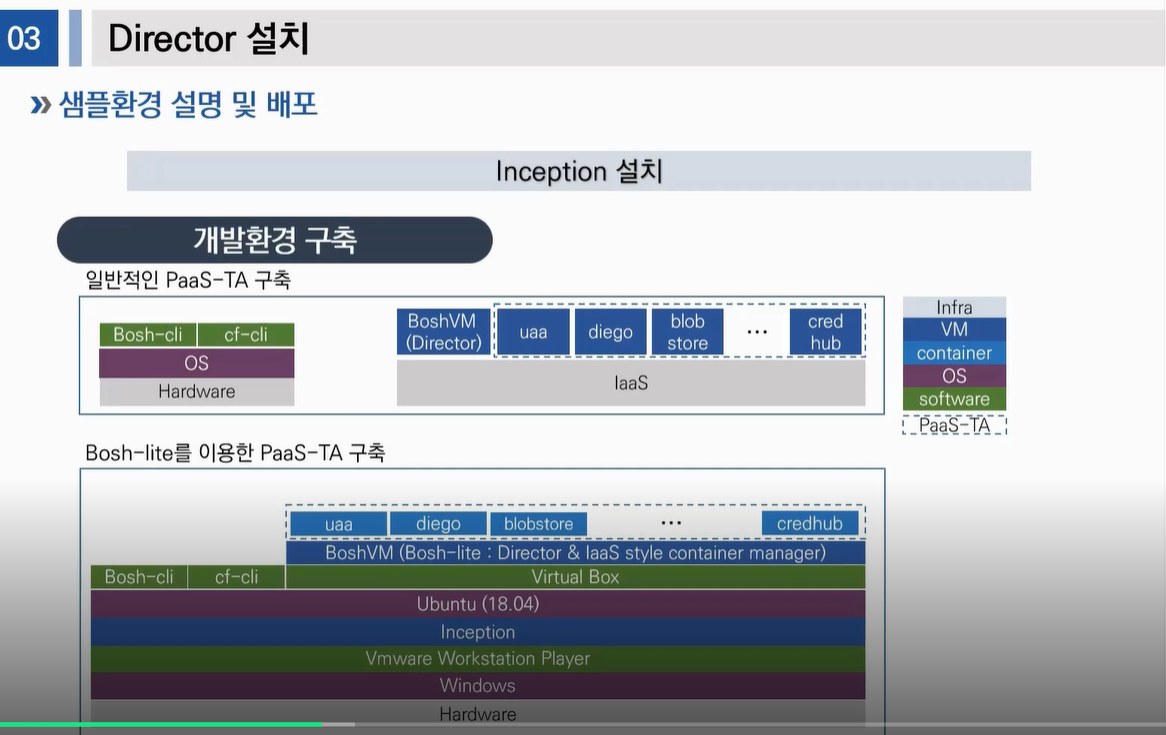 03
Director 설치
» 샘플환경 설명 및 배포
Inception 설치
개발환경 구축
일반적인 PaaS-TA 구축
Bosh-cli
cf-cli
OS
Hardware
BoshVM
(Director)
uaa
diego
blob
store
...
cred
hub
IaaS
Infra
VM
container
OS
software
PaaS-TA
Bosh-lite를 이용한 PaaS-TA 구축
uaa
diego
blobstore
...
credhub
BoshVM (Bosh-lite : Director & IaaS style container manager)
Bosh-cli
cf-cli
Virtual Box
Ubuntu (18.04)
Inception
Vmware Workstation Player
Windows
Hardware